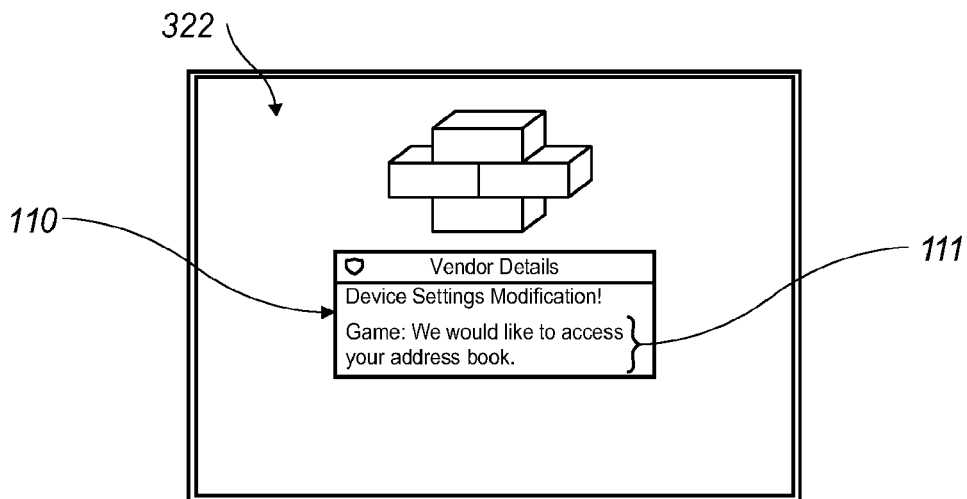 322
110
111
Vendor Details
Device Settings Modification!
Game: We would like to access
your address book.